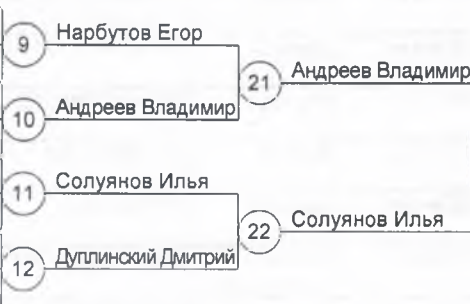 9 Нарбутов Егор
21 Андреев Владимир
10 Андреев Владимир
11 Солуянов Илья
22 Солуянов Илья
12 Дуплинский Дмитрий